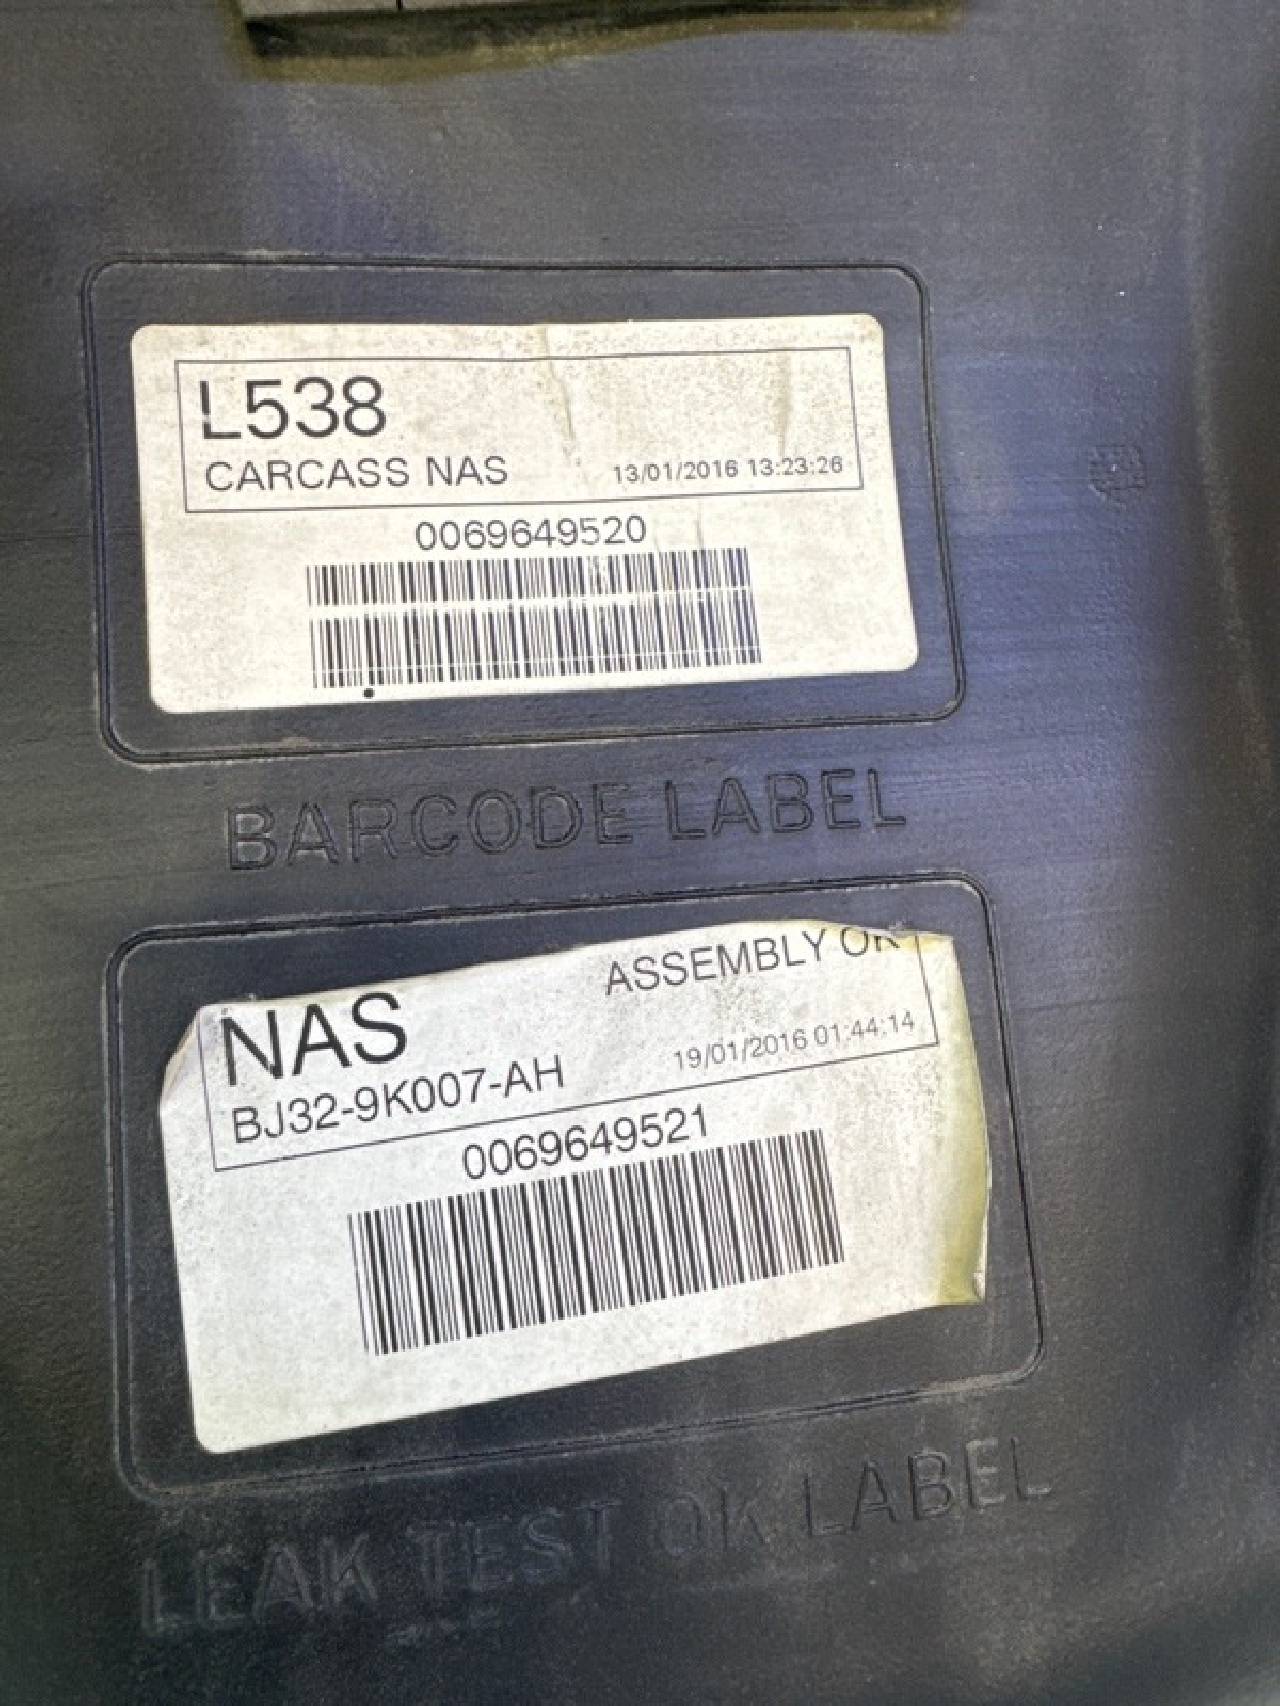 L538
CARCASS NAS 13/01/2016 13:23:26
0069649520
BARCODE LABEL
ASSEMBLY OK
NAS
19/01/2016 01:44:14
BJ32-9K007-AH
0069649521
LEAK TEST OK LABEL